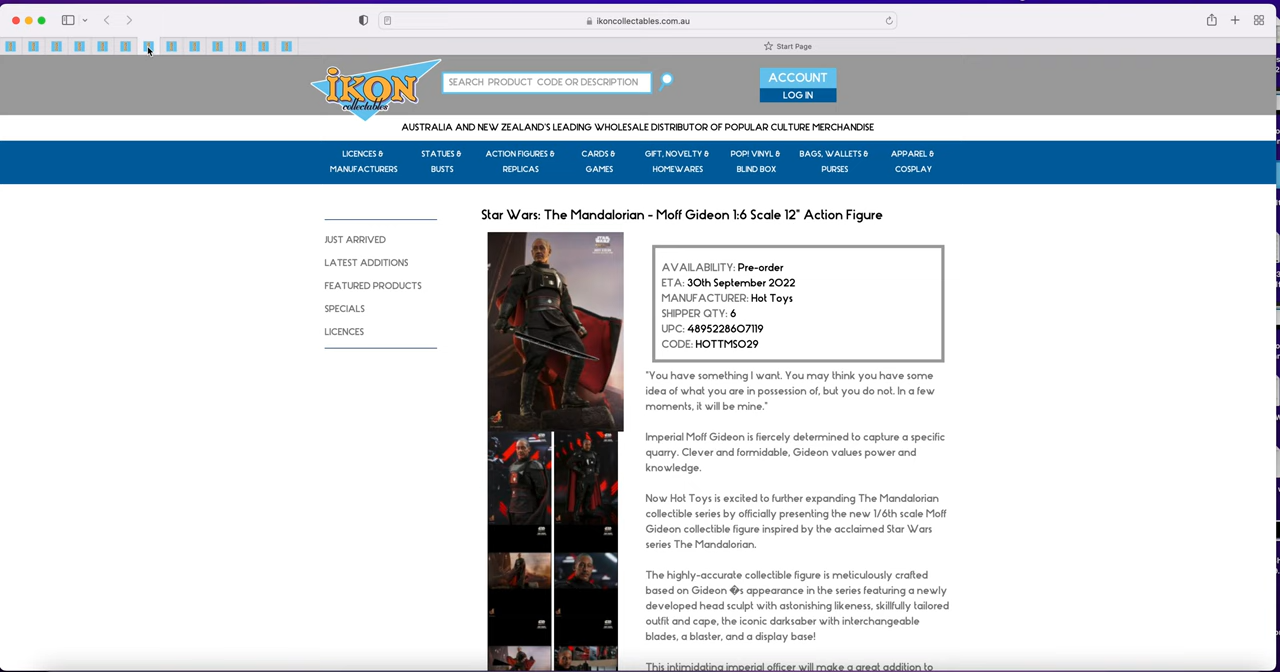 ikoncollectables.com.au
Start Page
iKON
collectables
SEARCH PRODUCT CODE OR DESCRIPTION
ACCOUNT
LOG IN
AUSTRALIA AND NEW ZEALAND'S LEADING WHOLESALE DISTRIBUTOR OF POPULAR CULTURE MERCHANDISE
LICENCES &
MANUFACTURERS
STATUES &
BUSTS
ACTION FIGURES &
REPLICAS
CARDS &
GAMES
GIFT, NOVELTY &
HOMEWARES
POP! VINYL &
BLIND BOX
BAGS, WALLETS &
PURSES
APPAREL &
COSPLAY
JUST ARRIVED
LATEST ADDITIONS
FEATURED PRODUCTS
SPECIALS
LICENCES
Star Wars: The Mandalorian - Moff Gideon 1:6 Scale 12" Action Figure
AVAILABILITY: Pre-order
ETA: 30th September 2022
MANUFACTURER: Hot Toys
SHIPPER QTY: 6
UPC: 4895228607119
CODE: HOTTMS029
"You have something I want. You may think you have some
idea of what you are in possession of, but you do not. In a few
moments, it will be mine."
Imperial Moff Gideon is fiercely determined to capture a specific
quarry. Clever and formidable, Gideon values power and
knowledge.
Now Hot Toys is excited to further expanding The Mandalorian
collectible series by officially presenting the new 1/6th scale Moff
Gideon collectible figure inspired by the acclaimed Star Wars
series The Mandalorian.
The highly-accurate collectible figure is meticulously crafted
based on Gideon �s appearance in the series featuring a newly
developed head sculpt with astonishing likeness, skillfully tailored
outfit and cape, the iconic darksaber with interchangeable
blades, a blaster, and a display base!
This intimidating imperial officer will make a great addition to